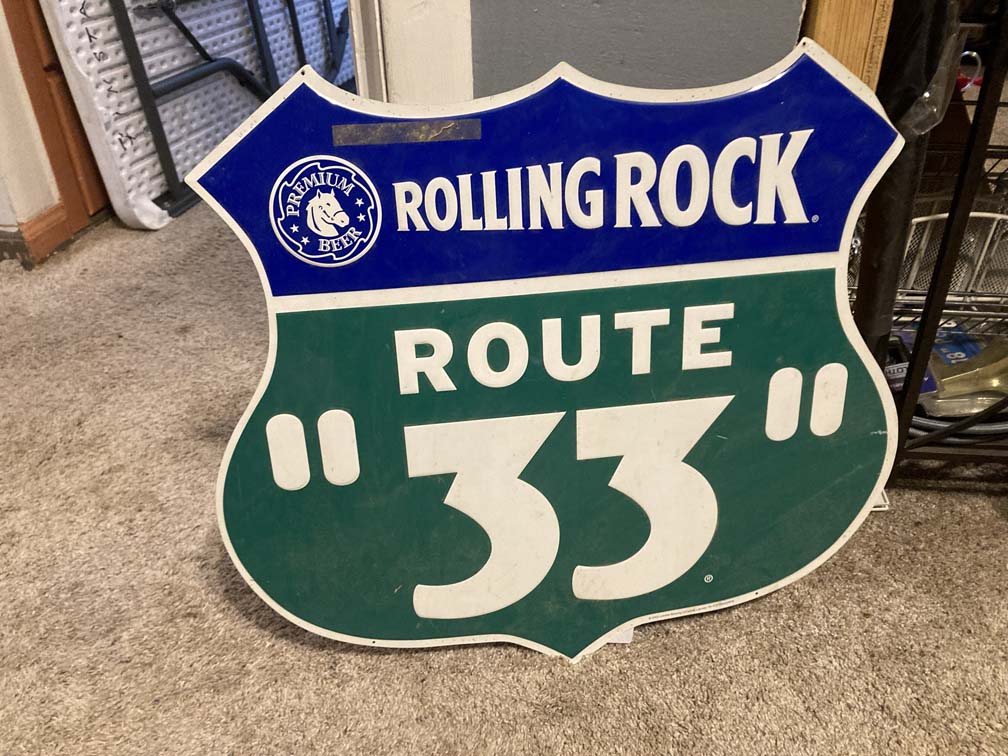 PREMIUM
BEER
ROLLING ROCK®
ROUTE
"33"®